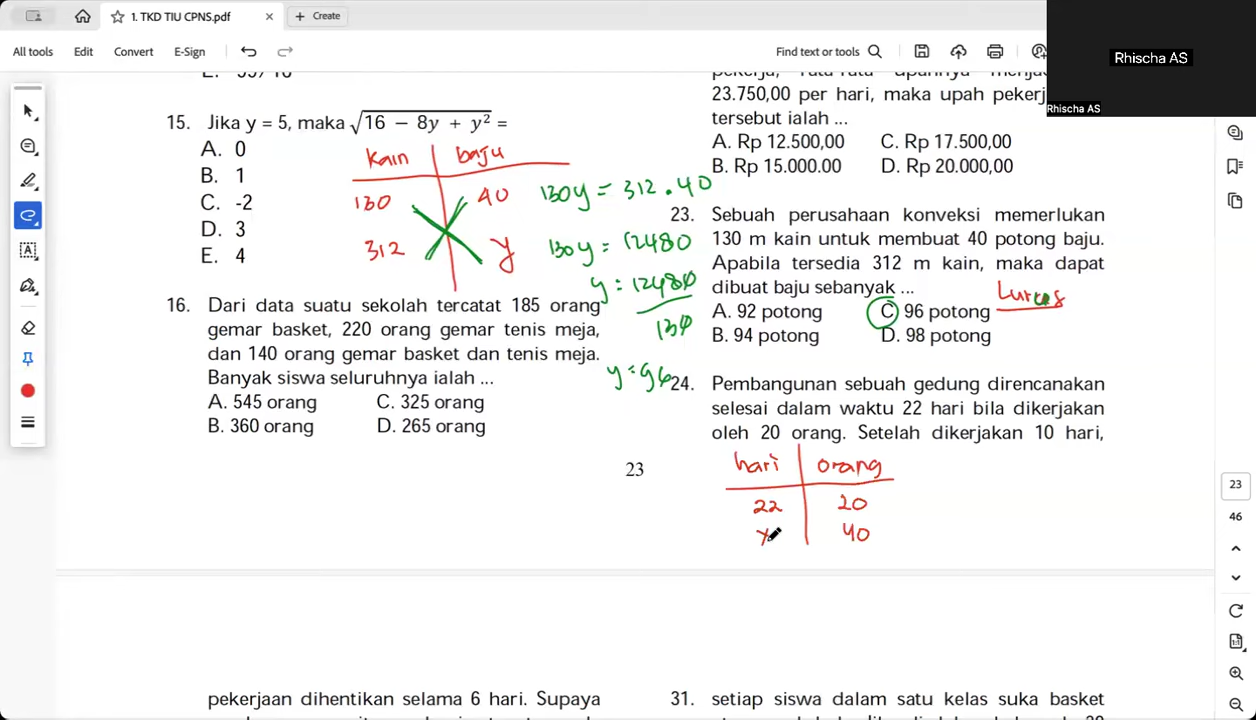 1. TKD TIU CPNS.pdf
Create
Rhischa AS
Rhischa AS
All tools
Edit
Convert
E-Sign
Find text or tools
15. Jika y = 5, maka √16 − 8y + y² =
A. 0
B. 1
C. -2
D. 3
E. 4
Kain baju
130 40
312 y
130y = 312 . 40
130y = 12480
y = 12480
130
y = 96
16. Dari data suatu sekolah tercatat 185 orang
gemar basket, 220 orang gemar tenis meja,
dan 140 orang gemar basket dan tenis meja.
Banyak siswa seluruhnya ialah ...
A. 545 orang C. 325 orang
B. 360 orang D. 265 orang
23
pekerjaan dihentikan selama 6 hari. Supaya
23.750,00 per hari, maka upah pekerj
tersebut ialah ...
A. Rp 12.500,00 C. Rp 17.500,00
B. Rp 15.000.00 D. Rp 20.000,00
23. Sebuah perusahaan konveksi memerlukan
130 m kain untuk membuat 40 potong baju.
Apabila tersedia 312 m kain, maka dapat
dibuat baju sebanyak ...
Lurus
A. 92 potong C. 96 potong
B. 94 potong D. 98 potong
24. Pembangunan sebuah gedung direncanakan
selesai dalam waktu 22 hari bila dikerjakan
oleh 20 orang. Setelah dikerjakan 10 hari,
hari orang
22 20
x 40
31. setiap siswa dalam satu kelas suka basket
23
46